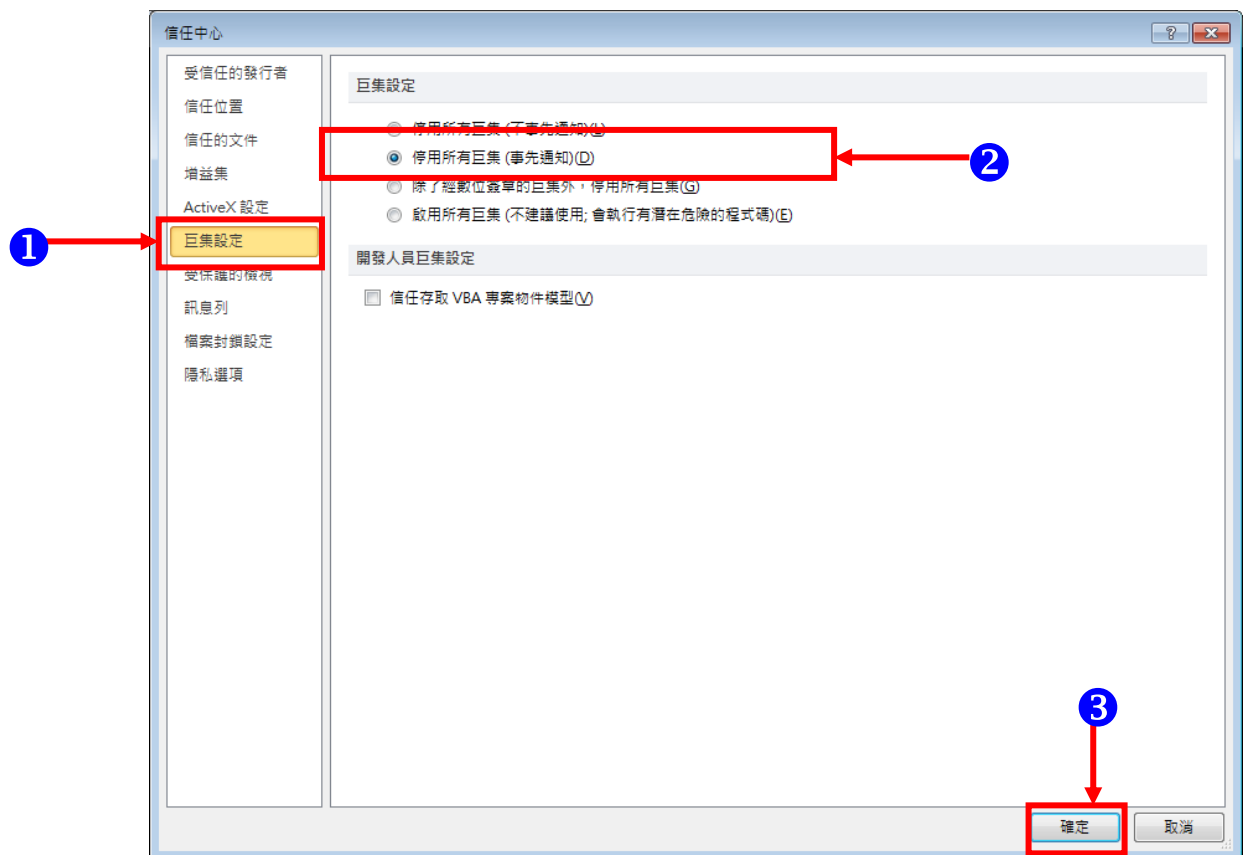 信任中心
受信任的發行者
信任位置
信任的文件
增益集
ActiveX 設定
巨集設定
受保護的檢視
訊息列
檔案封鎖設定
隱私選項
巨集設定
停用所有巨集 (不事先通知)(L)
停用所有巨集 (事先通知)(D)
除了經數位簽章的巨集外，停用所有巨集(G)
啟用所有巨集 (不建議使用; 會執行有潛在危險的程式碼)(E)
開發人員巨集設定
信任存取 VBA 專案物件模型(V)
確定
取消
1
2
3